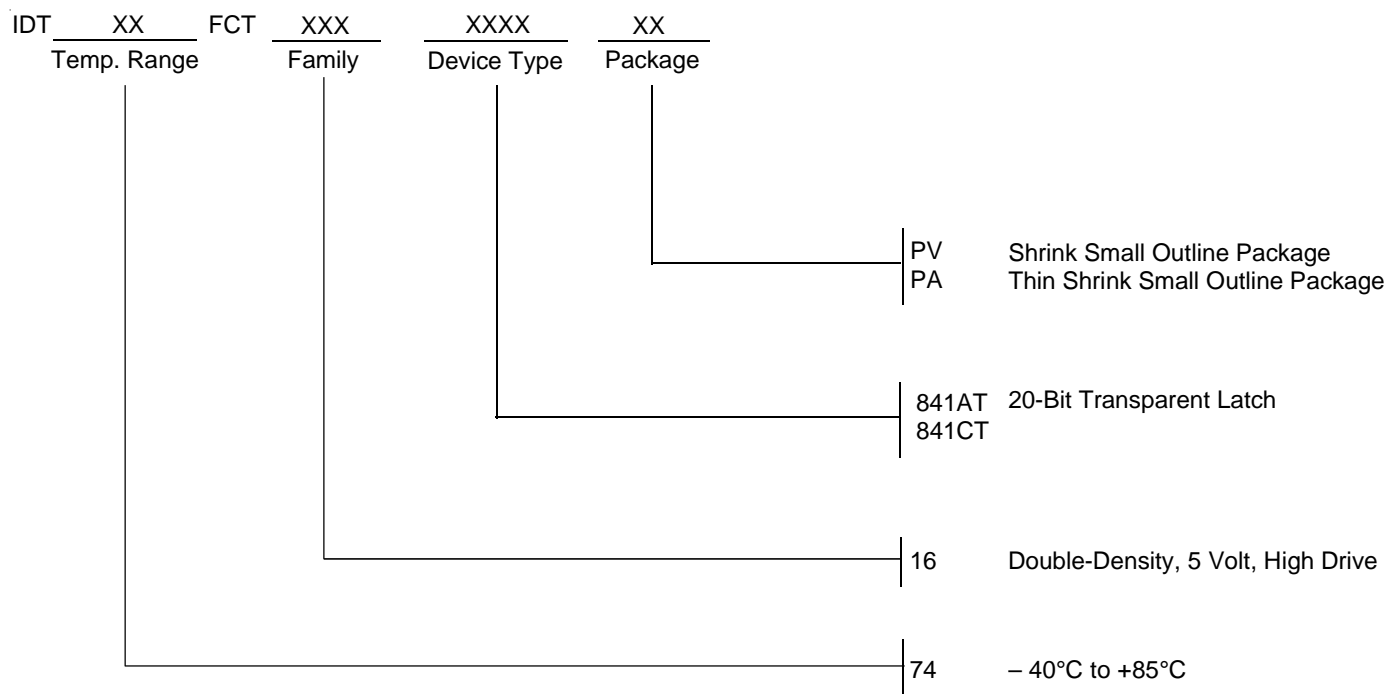 IDT XX FCT XXX XXXX XX
Temp. Range Family Device Type Package
PV Shrink Small Outline Package
PA Thin Shrink Small Outline Package
841AT 20-Bit Transparent Latch
841CT
16 Double-Density, 5 Volt, High Drive
74 – 40°C to +85°C